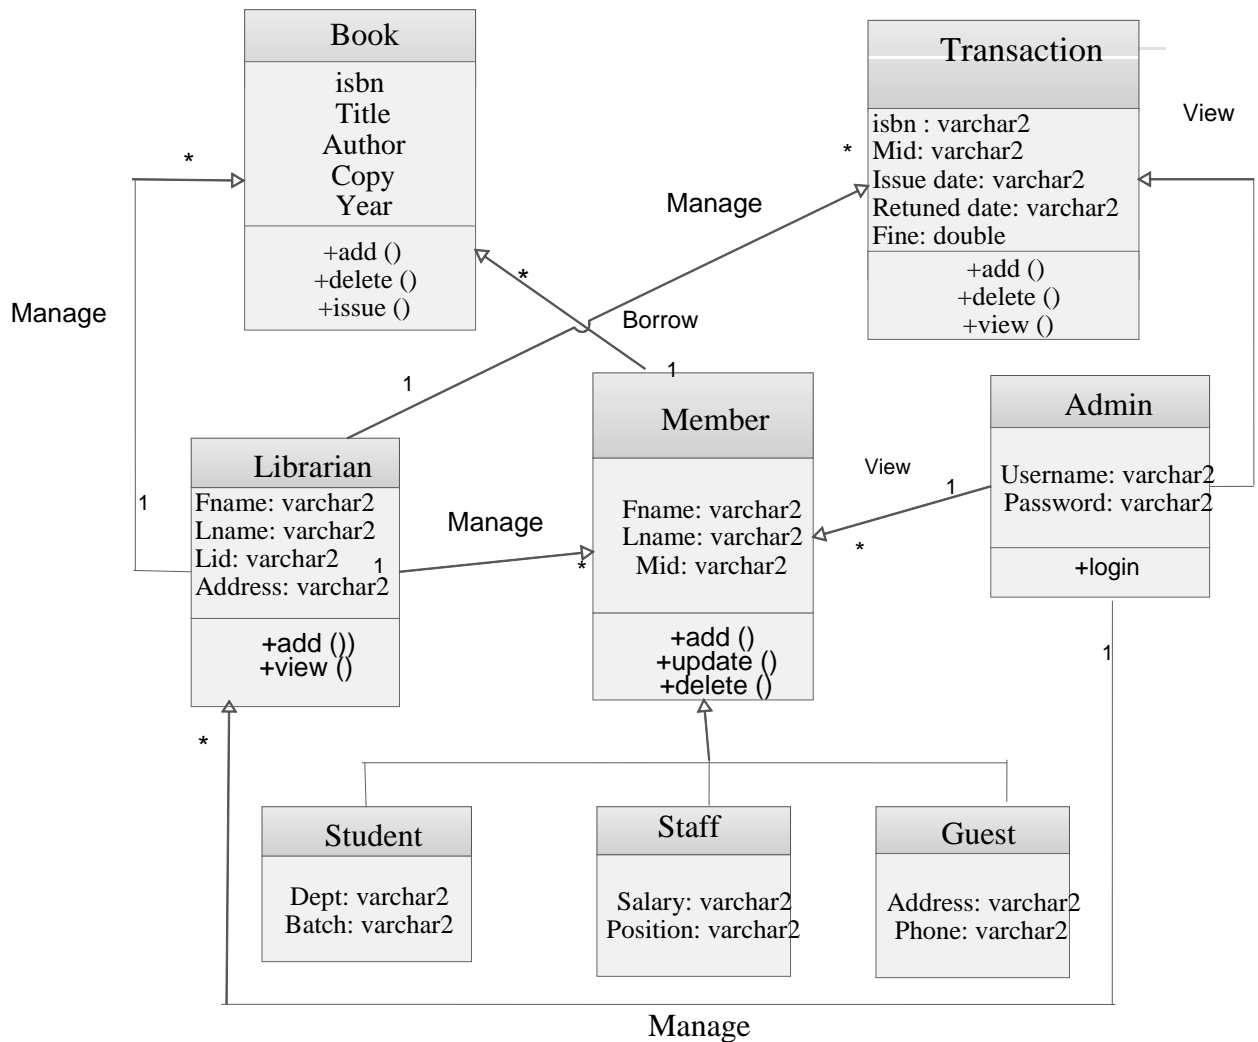 Book
isbn
Title
Author
Copy
Year
+add ()
+delete ()
+issue ()
Transaction
isbn : varchar2
Mid: varchar2
Issue date: varchar2
Retuned date: varchar2
Fine: double
+add ()
+delete ()
+view ()
View
*
*
Manage
*
Manage
Borrow
1
1
Member
Fname: varchar2
Lname: varchar2
Mid: varchar2
+add ()
+update ()
+delete ()
Admin
Username: varchar2
Password: varchar2
+login
Librarian
Fname: varchar2
Lname: varchar2
Lid: varchar2
Address: varchar2
+add ())
+view ()
View
1
*
1
Manage
1
*
1
*
Student
Dept: varchar2
Batch: varchar2
Staff
Salary: varchar2
Position: varchar2
Guest
Address: varchar2
Phone: varchar2
Manage